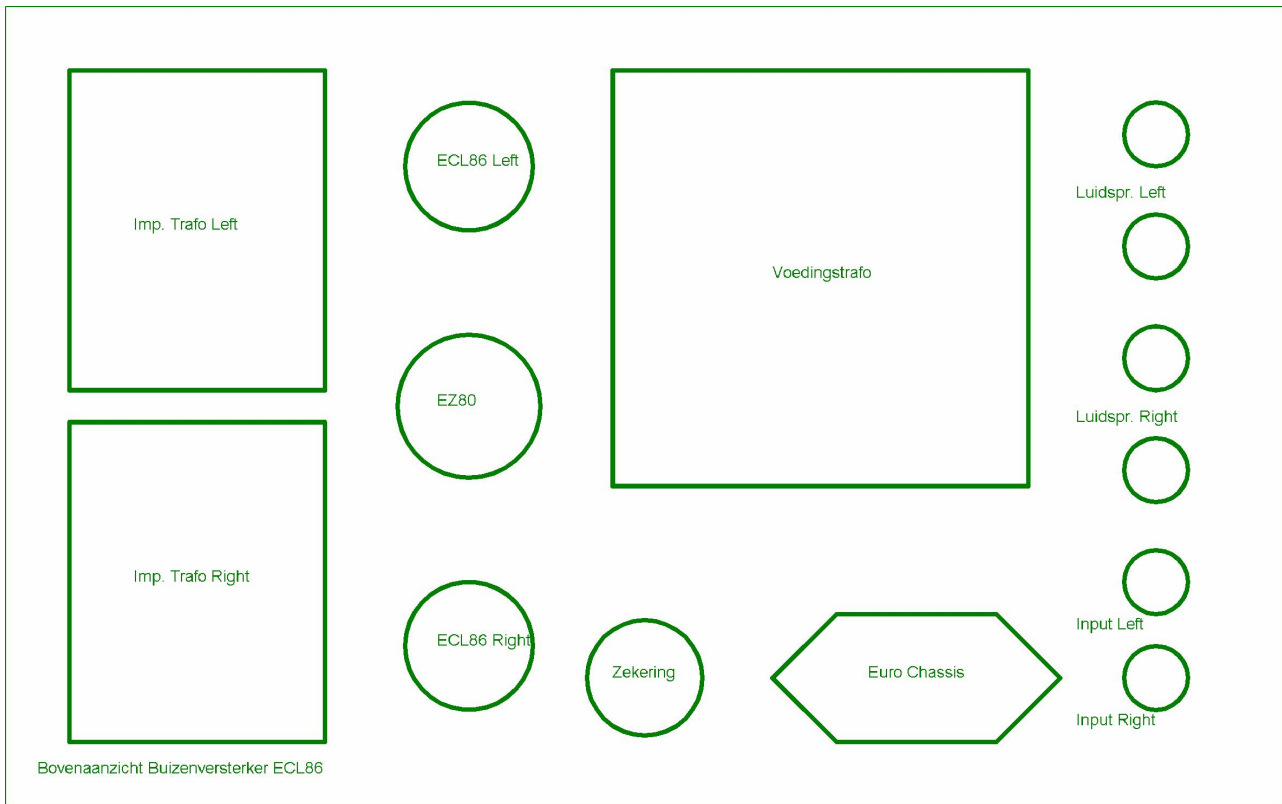 ECL86 Left
Luidspr. Left
Imp. Trafo Left
Voedingstrafo
EZ80
Luidspr. Right
Imp. Trafo Right
ECL86 Right
Zekering
Euro Chassis
Input Left
Input Right
Bovenaanzicht Buizenversterker ECL86